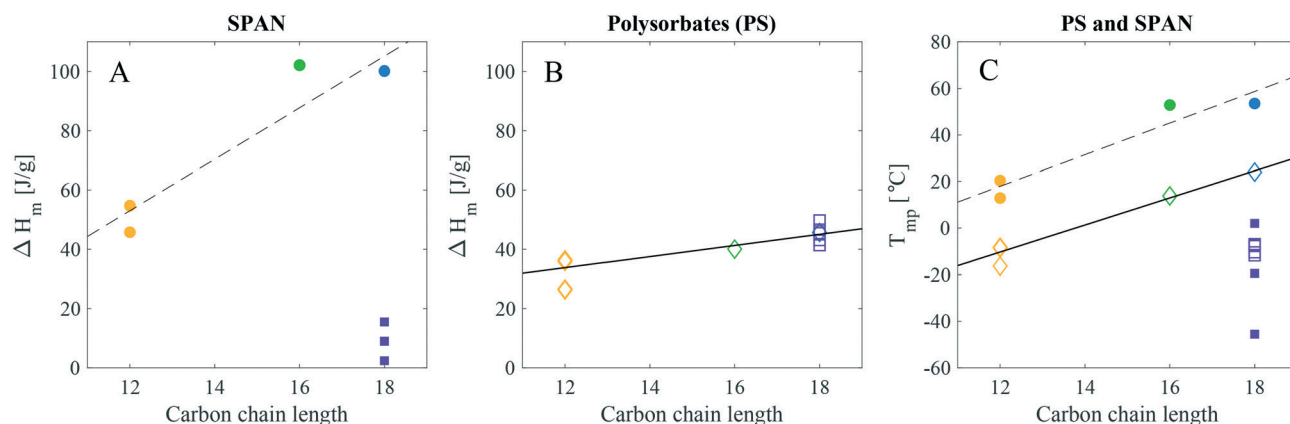 SPAN
A
100
80
60
40
20
0
Δ H_m [J/g]
12 14 16 18
Carbon chain length
Polysorbates (PS)
B
100
80
60
40
20
0
Δ H_m [J/g]
12 14 16 18
Carbon chain length
PS and SPAN
C
80
60
40
20
0
-20
-40
-60
T_mp [°C]
12 14 16 18
Carbon chain length